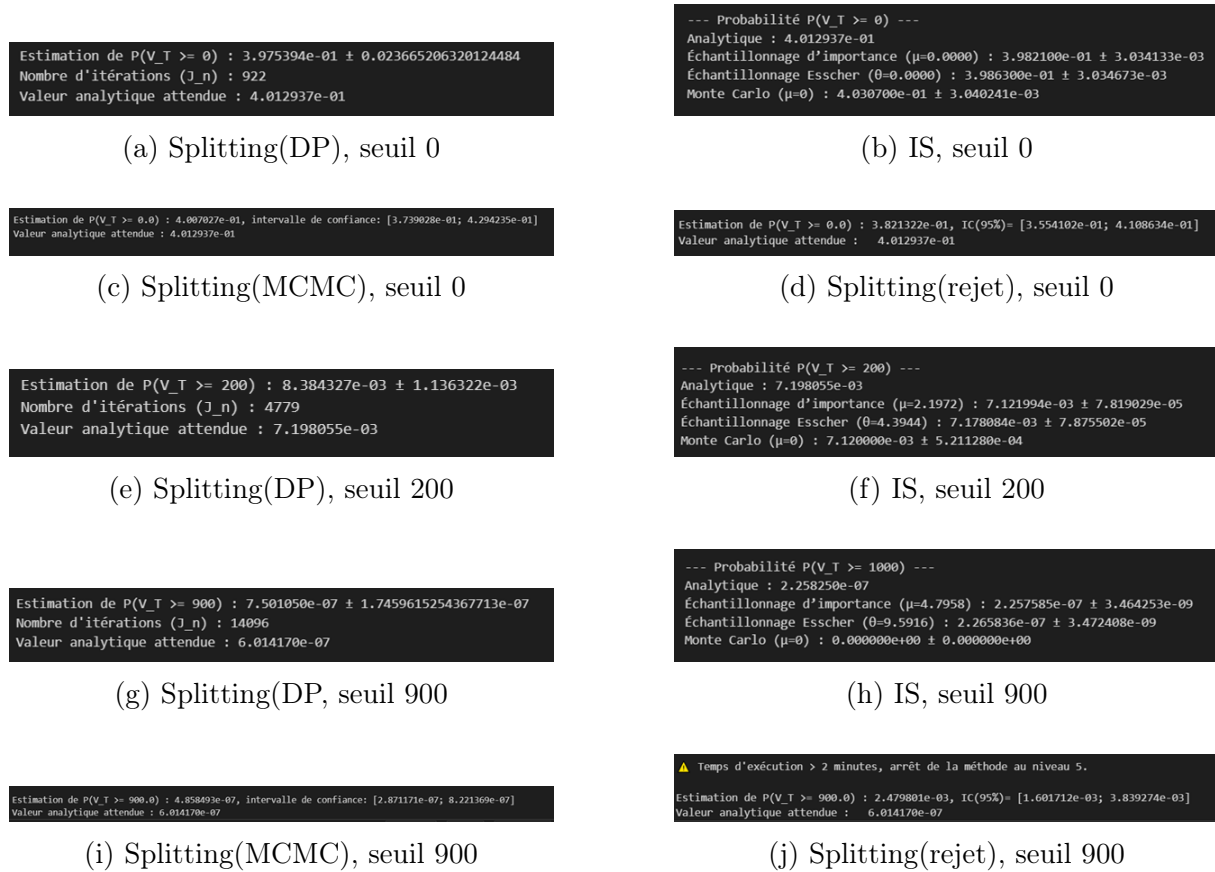 Estimation de P(V_T >= 0) : 3.975394e-01 ± 0.023665206320124484
Nombre d'itérations (J_n) : 922
Valeur analytique attendue : 4.012937e-01
(a) Splitting(DP), seuil 0
--- Probabilité P(V_T >= 0) ---
Analytique : 4.012937e-01
Échantillonnage d’importance (μ=0.0000) : 3.982100e-01 ± 3.034133e-03
Échantillonnage Esscher (θ=0.0000) : 3.986300e-01 ± 3.034673e-03
Monte Carlo (μ=0) : 4.030700e-01 ± 3.040241e-03
(b) IS, seuil 0
Estimation de P(V_T >= 0.0) : 4.007027e-01, intervalle de confiance: [3.739028e-01; 4.294235e-01]
Valeur analytique attendue : 4.012937e-01
(c) Splitting(MCMC), seuil 0
Estimation de P(V_T >= 0.0) : 3.821322e-01, IC(95%)= [3.554102e-01; 4.108634e-01]
Valeur analytique attendue : 4.012937e-01
(d) Splitting(rejet), seuil 0
Estimation de P(V_T >= 200) : 8.384327e-03 ± 1.136322e-03
Nombre d'itérations (J_n) : 4779
Valeur analytique attendue : 7.198055e-03
(e) Splitting(DP), seuil 200
--- Probabilité P(V_T >= 200) ---
Analytique : 7.198055e-03
Échantillonnage d’importance (μ=2.1972) : 7.121994e-03 ± 7.819029e-05
Échantillonnage Esscher (θ=4.3944) : 7.178084e-03 ± 7.875502e-05
Monte Carlo (μ=0) : 7.120000e-03 ± 5.211280e-04
(f) IS, seuil 200
Estimation de P(V_T >= 900) : 7.501050e-07 ± 1.7459615254367713e-07
Nombre d'itérations (J_n) : 14096
Valeur analytique attendue : 6.014170e-07
(g) Splitting(DP, seuil 900
--- Probabilité P(V_T >= 1000) ---
Analytique : 2.258250e-07
Échantillonnage d’importance (μ=4.7958) : 2.257585e-07 ± 3.464253e-09
Échantillonnage Esscher (θ=9.5916) : 2.265836e-07 ± 3.472408e-09
Monte Carlo (μ=0) : 0.000000e+00 ± 0.000000e+00
(h) IS, seuil 900
Estimation de P(V_T >= 900.0) : 4.858493e-07, intervalle de confiance: [2.871171e-07; 8.221369e-07]
Valeur analytique attendue : 6.014170e-07
(i) Splitting(MCMC), seuil 900
⚠ Temps d'exécution > 2 minutes, arrêt de la méthode au niveau 5.
Estimation de P(V_T >= 900.0) : 2.479801e-03, IC(95%)= [1.601712e-03; 3.839274e-03]
Valeur analytique attendue : 6.014170e-07
(j) Splitting(rejet), seuil 900